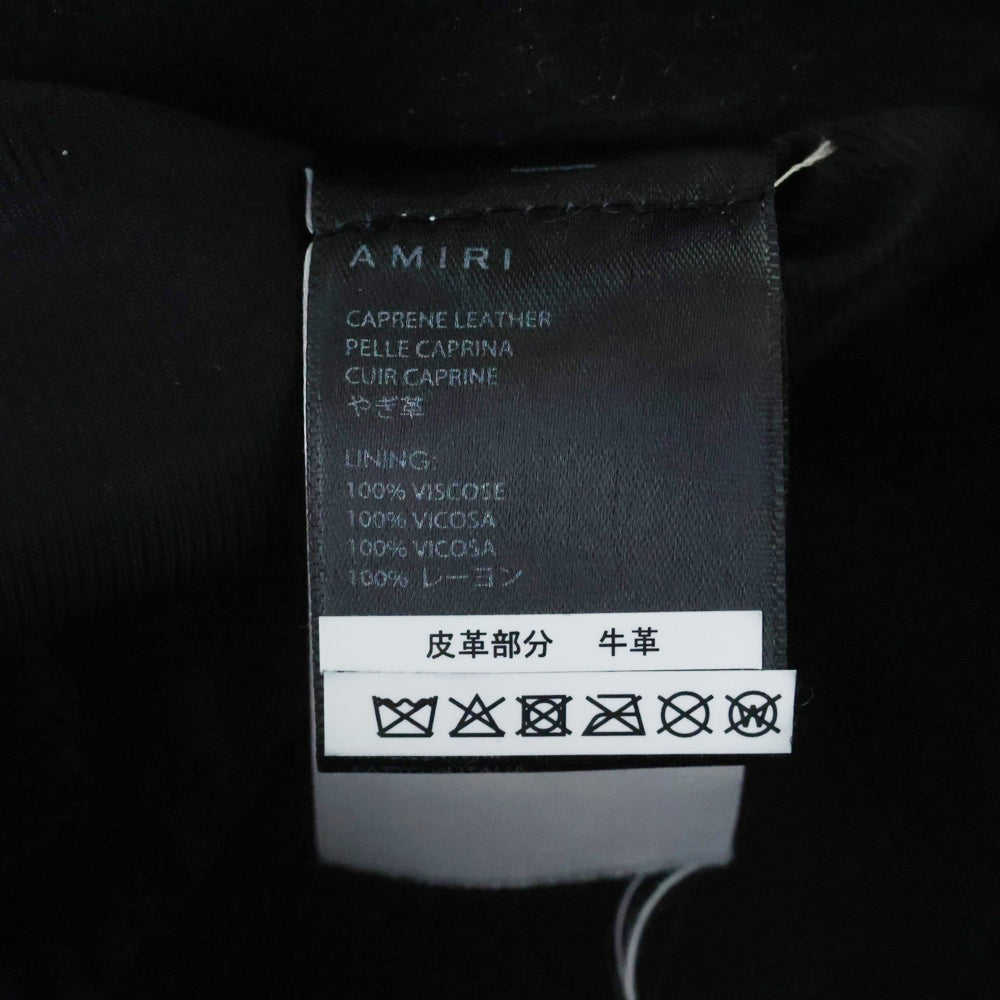 AMIRI
CAPRENE LEATHER
PELLE CAPRINA
CUIR CAPRINE
やぎ革
LINING:
100% VISCOSE
100% VICOSA
100% VICOSA
100% レーヨン
皮革部分 牛革
W